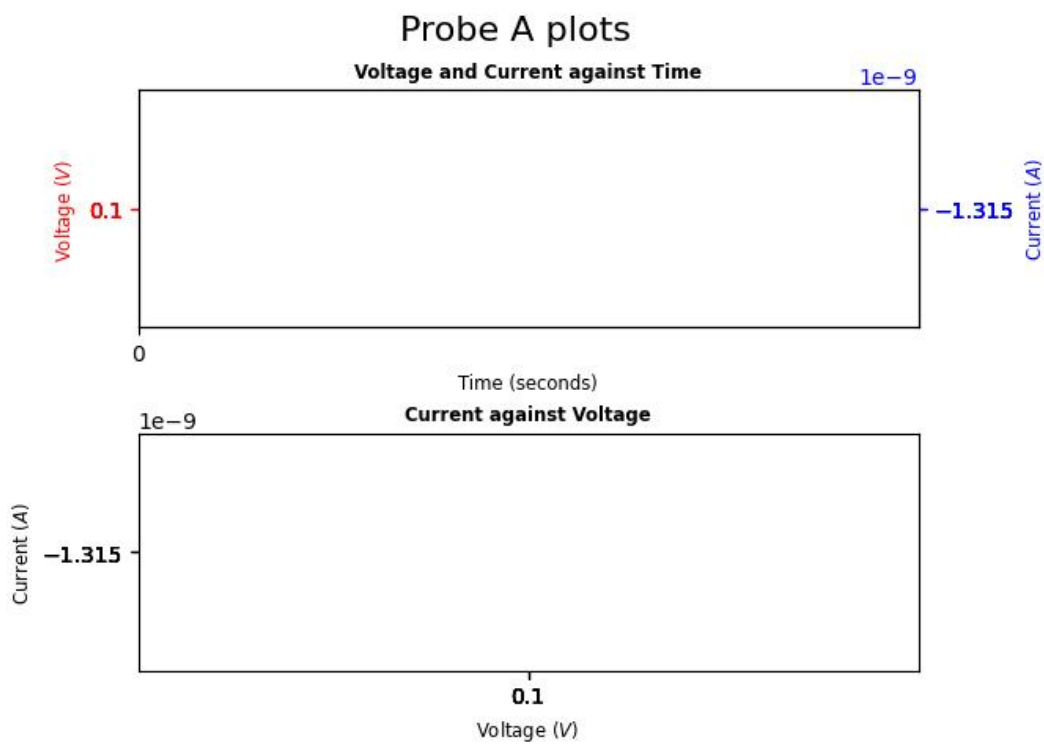 Probe A plots
Voltage and Current against Time
1e−9
Voltage (V)
0.1
−1.315
Current (A)
0
Time (seconds)
Current against Voltage
1e−9
Current (A)
−1.315
0.1
Voltage (V)